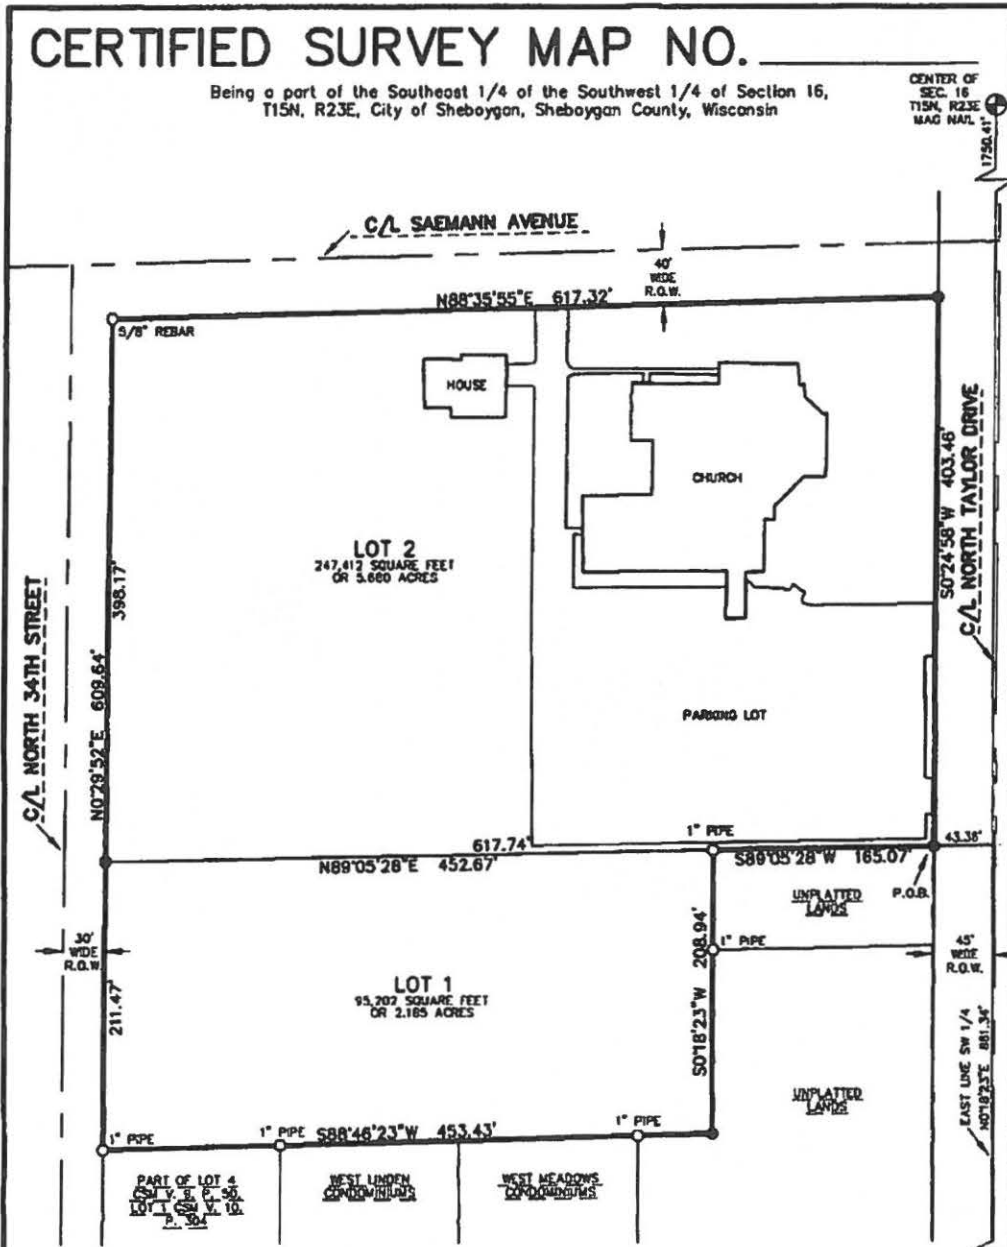 CERTIFIED SURVEY MAP NO.
Being a part of the Southeast 1/4 of the Southwest 1/4 of Section 16,
T15N, R23E, City of Sheboygan, Sheboygan County, Wisconsin
CENTER OF
SEC. 16
T15N, R23E
MAG NAIL
1750.41'
C/L SAEMANN AVENUE
40'
WIDE
R.O.W.
N88°35'55"E 617.32'
5/8" REBAR
HOUSE
CHURCH
S0°24'58"W 403.46'
C/L NORTH TAYLOR DRIVE
LOT 2
247,412 SQUARE FEET
OR 5.680 ACRES
398.17'
N0°29'52"E 609.64'
C/L NORTH 34TH STREET
PARKING LOT
1" PIPE
43.38'
617.74'
N89°05'28"E 452.67'
S89°05'28"W 165.07'
P.O.B.
UNPLATTED
LANDS
208.94'
1" PIPE
30'
WIDE
R.O.W.
45'
WIDE
R.O.W.
LOT 1
95,202 SQUARE FEET
OR 2.185 ACRES
211.47'
S0°18'23"W
UNPLATTED
LANDS
EAST LINE SW 1/4
N0°18'23"E 881.34'
1" PIPE
1" PIPE
S88°46'23"W 453.43'
1" PIPE
PART OF LOT 4
LOT 1 CSM V. 10,
P. 304
WEST LINDEN
CONDOMINIUMS
WEST MEADOWS
CONDOMINIUMS